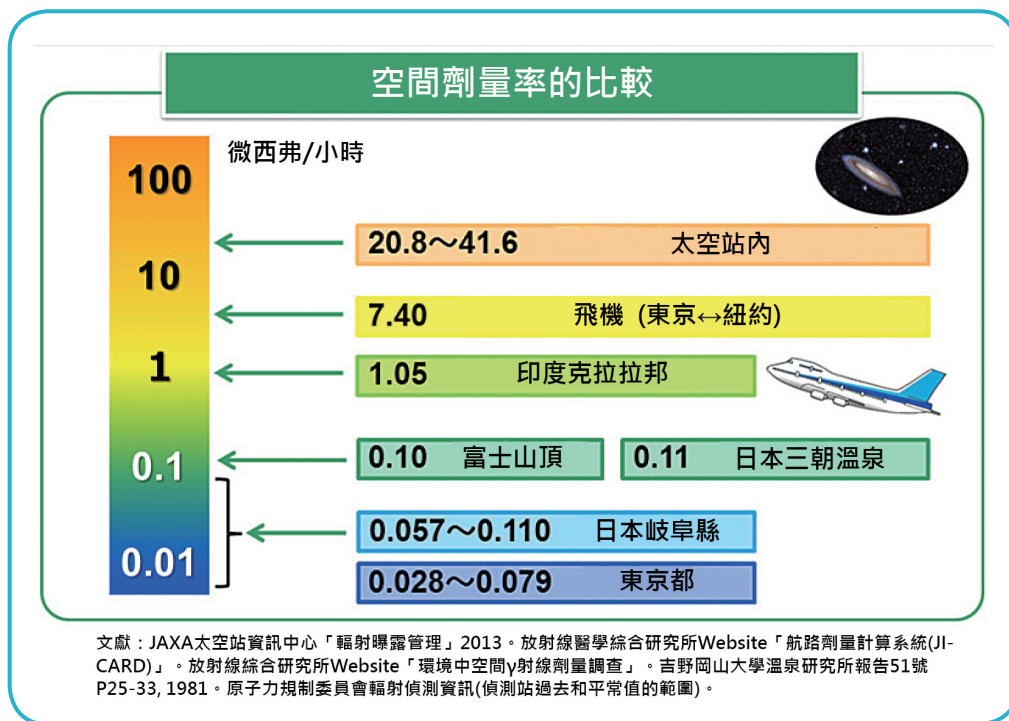 空間劑量率的比較
微西弗/小時
100
10
1
0.1
0.01
20.8～41.6 太空站內
7.40 飛機 (東京↔紐約)
1.05 印度克拉拉邦
0.10 富士山頂
0.11 日本三朝溫泉
0.057～0.110 日本岐阜縣
0.028～0.079 東京都
文獻：JAXA太空站資訊中心「輻射曝露管理」2013。放射線醫學綜合研究所Website「航路劑量計算系統(JI-
CARD)」。放射線綜合研究所Website「環境中空間γ射線劑量調查」。吉野岡山大學溫泉研究所報告51號
P25-33, 1981。原子力規制委員會輻射偵測資訊(偵測站過去和平常值的範圍)。